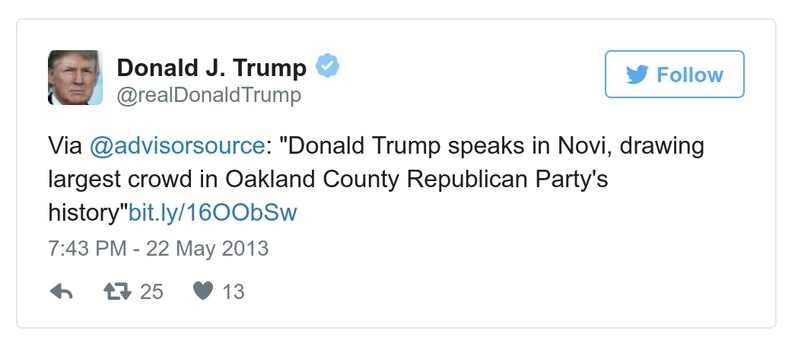 Donald J. Trump
@realDonaldTrump
Follow
Via @advisorsource: "Donald Trump speaks in Novi, drawing
largest crowd in Oakland County Republican Party's
history"bit.ly/16OObSw
7:43 PM - 22 May 2013
25
13